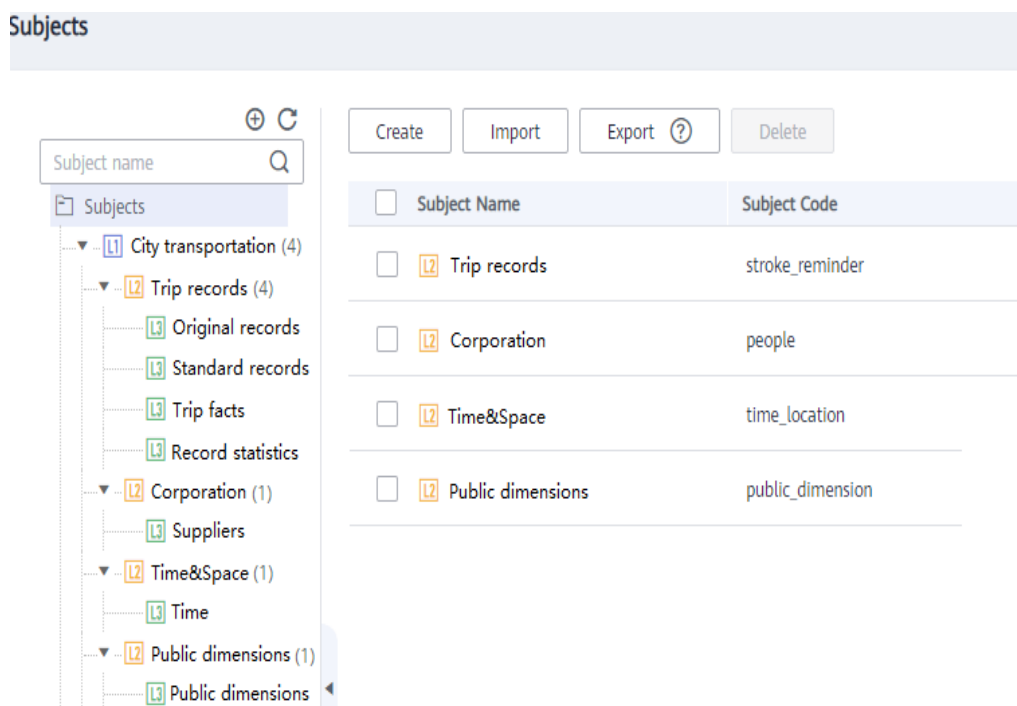 Subjects
Create Import Export ? Delete
Subject name
Subjects
L1 City transportation (4)
L2 Trip records (4)
L3 Original records
L3 Standard records
L3 Trip facts
L3 Record statistics
L2 Corporation (1)
L3 Suppliers
L2 Time&Space (1)
L3 Time
L2 Public dimensions (1)
L3 Public dimensions
Subject Name Subject Code
L2 Trip records stroke_reminder
L2 Corporation people
L2 Time&Space time_location
L2 Public dimensions public_dimension